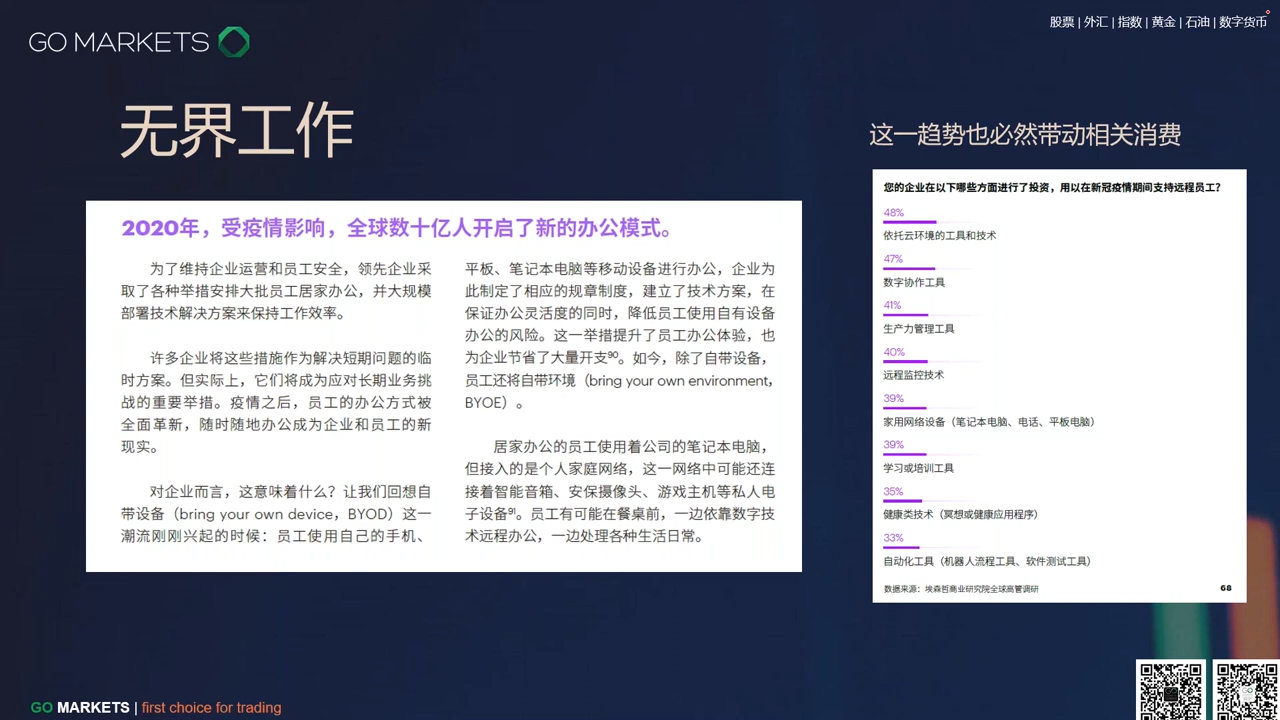 GO MARKETS
股票 | 外汇 | 指数 | 黄金 | 石油 | 数字货币
无界工作
2020年，受疫情影响，全球数十亿人开启了新的办公模式。
为了维持企业运营和员工安全，领先企业采
取了各种举措安排大批员工居家办公，并大规模
部署技术解决方案来保持工作效率。
许多企业将这些措施作为解决短期问题的临
时方案。但实际上，它们将成为应对长期业务挑
战的重要举措。疫情之后，员工的办公方式被
全面革新，随时随地办公成为企业和员工的新
现实。
对企业而言，这意味着什么？让我们回想自
带设备（bring your own device，BYOD）这一
潮流刚刚兴起的时候：员工使用自己的手机、
平板、笔记本电脑等移动设备进行办公，企业为
此制定了相应的规章制度，建立了技术方案，在
保证办公灵活度的同时，降低员工使用自有设备
办公的风险。这一举措提升了员工办公体验，也
为企业节省了大量开支⁹⁰。如今，除了自带设备，
员工还将自带环境（bring your own environment，
BYOE）。
居家办公的员工使用着公司的笔记本电脑，
但接入的是个人家庭网络，这一网络中可能还连
接着智能音箱、安保摄像头、游戏主机等私人电
子设备⁹¹。员工有可能在餐桌前，一边依靠数字技
术远程办公，一边处理各种生活日常。
这一趋势也必然带动相关消费
您的企业在以下哪些方面进行了投资，用以在新冠疫情期间支持远程员工？
48%
依托云环境的工具和技术
47%
数字协作工具
41%
生产力管理工具
40%
远程监控技术
39%
家用网络设备（笔记本电脑、电话、平板电脑）
39%
学习或培训工具
35%
健康类技术（冥想或健康应用程序）
33%
自动化工具（机器人流程工具、软件测试工具）
数据来源：埃森哲商业研究院全球高管调研
68
GO MARKETS | first choice for trading